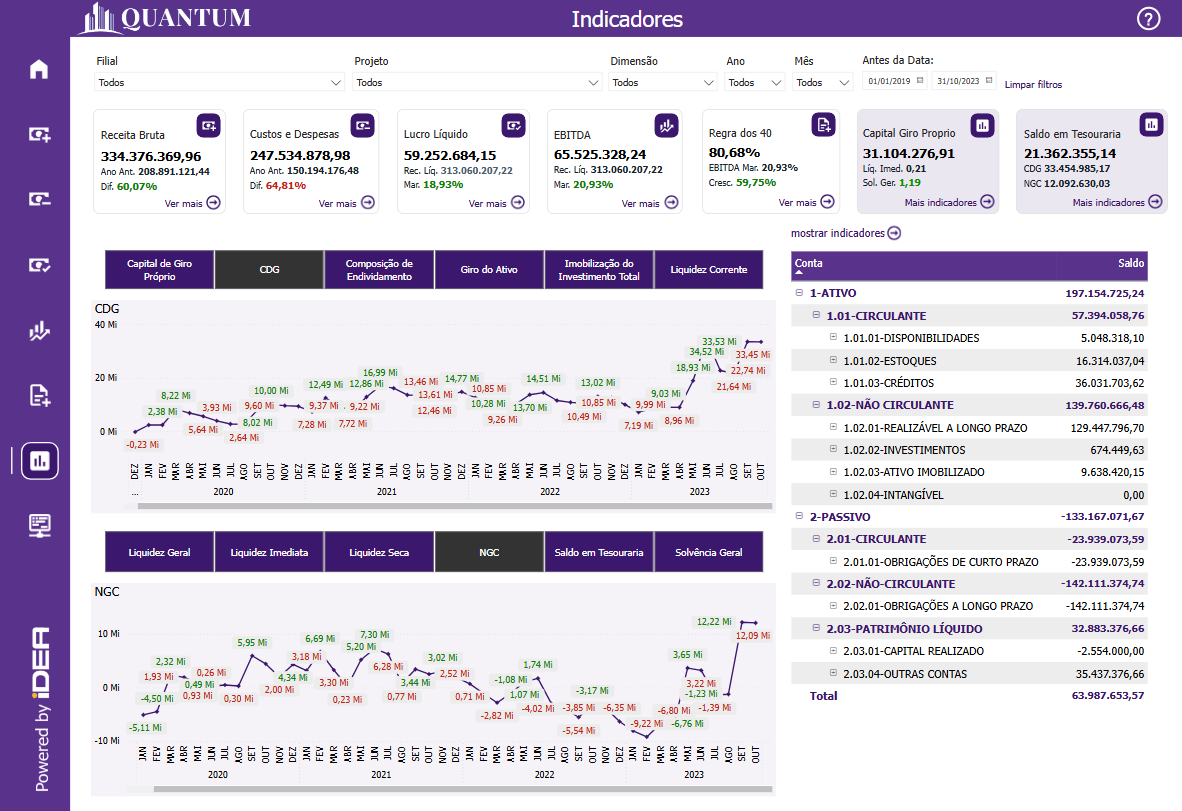 QUANTUM
Indicadores
?
Filial
Projeto
Dimensão
Ano
Mês
Antes da Data:
Todos
Todos
Todos
Todos
Todos
01/01/2019
31/10/2023
Limpar filtros
Receita Bruta
334.376.369,96
Ano Ant. 208.891.121,44
Dif. 60,07%
Ver mais
Custos e Despesas
247.534.878,98
Ano Ant. 150.194.176,48
Dif. 64,81%
Ver mais
Lucro Líquido
59.252.684,15
Rec. Líq. 313.060.207,22
Mar. 18,93%
Ver mais
EBITDA
65.525.328,24
Rec. Líq. 313.060.207,22
Mar. 20,93%
Ver mais
Regra dos 40
80,68%
EBITDA Mar. 20,93%
Cresc. 59,75%
Ver mais
Capital Giro Proprio
31.104.276,91
Líq. Imed. 0,21
Sol. Ger. 1,19
Mais indicadores
Saldo em Tesouraria
21.362.355,14
CDG 33.454.985,17
NGC 12.092.630,03
Mais indicadores
mostrar indicadores
Capital de Giro
Próprio
CDG
Composição de
Endividamento
Giro do Ativo
Imobilização do
Investimento Total
Liquidez Corrente
CDG
40 Mi
20 Mi
0 Mi
-0,23 Mi
2,38 Mi
8,22 Mi
5,64 Mi
3,93 Mi
2,64 Mi
8,02 Mi
9,60 Mi
10,00 Mi
7,28 Mi
9,37 Mi
12,49 Mi
7,72 Mi
9,22 Mi
12,86 Mi
16,99 Mi
13,46 Mi
13,61 Mi
12,46 Mi
14,77 Mi
10,85 Mi
10,28 Mi
9,26 Mi
13,70 Mi
14,51 Mi
10,49 Mi
10,85 Mi
13,02 Mi
7,19 Mi
9,99 Mi
9,03 Mi
8,96 Mi
18,93 Mi
34,52 Mi
33,53 Mi
21,64 Mi
22,74 Mi
33,45 Mi
DEZ JAN FEV MAR ABR MAI JUN JUL AGO SET OUT NOV DEZ JAN FEV MAR ABR MAI JUN JUL AGO SET OUT NOV DEZ JAN FEV MAR ABR MAI JUN JUL AGO SET OUT NOV DEZ JAN FEV MAR ABR MAI JUN JUL AGO SET OUT
... 2020 2021 2022 2023
Liquidez Geral
Liquidez Imediata
Liquidez Seca
NGC
Saldo em Tesouraria
Solvência Geral
NGC
10 Mi
0 Mi
-10 Mi
-5,11 Mi
-4,50 Mi
1,93 Mi
2,32 Mi
0,49 Mi
0,93 Mi
0,26 Mi
0,30 Mi
5,95 Mi
2,00 Mi
4,34 Mi
3,18 Mi
6,69 Mi
3,30 Mi
0,23 Mi
5,20 Mi
7,30 Mi
6,28 Mi
0,77 Mi
3,44 Mi
3,02 Mi
2,52 Mi
0,71 Mi
-2,82 Mi
-1,08 Mi
1,07 Mi
1,74 Mi
-4,02 Mi
-3,85 Mi
-5,54 Mi
-3,17 Mi
-6,35 Mi
-9,22 Mi
-6,80 Mi
-6,76 Mi
3,65 Mi
3,22 Mi
-1,23 Mi
-1,39 Mi
12,22 Mi
12,09 Mi
JAN FEV MAR ABR MAI JUN JUL AGO SET OUT NOV DEZ JAN FEV MAR ABR MAI JUN JUL AGO SET OUT NOV DEZ JAN FEV MAR ABR MAI JUN JUL AGO SET OUT NOV DEZ JAN FEV MAR ABR MAI JUN JUL AGO SET OUT
2020 2021 2022 2023
Conta Saldo
1-ATIVO 197.154.725,24
1.01-CIRCULANTE 57.394.058,76
1.01.01-DISPONIBILIDADES 5.048.318,10
1.01.02-ESTOQUES 16.314.037,04
1.01.03-CRÉDITOS 36.031.703,62
1.02-NÃO CIRCULANTE 139.760.666,48
1.02.01-REALIZÁVEL A LONGO PRAZO 129.447.796,70
1.02.02-INVESTIMENTOS 674.449,63
1.02.03-ATIVO IMOBILIZADO 9.638.420,15
1.02.04-INTANGÍVEL 0,00
2-PASSIVO -133.167.071,67
2.01-CIRCULANTE -23.939.073,59
2.01.01-OBRIGAÇÕES DE CURTO PRAZO -23.939.073,59
2.02-NÃO-CIRCULANTE -142.111.374,74
2.02.01-OBRIGAÇÕES A LONGO PRAZO -142.111.374,74
2.03-PATRIMÔNIO LÍQUIDO 32.883.376,66
2.03.01-CAPITAL REALIZADO -2.554.000,00
2.03.04-OUTRAS CONTAS 35.437.376,66
Total 63.987.653,57
Powered by iDEA